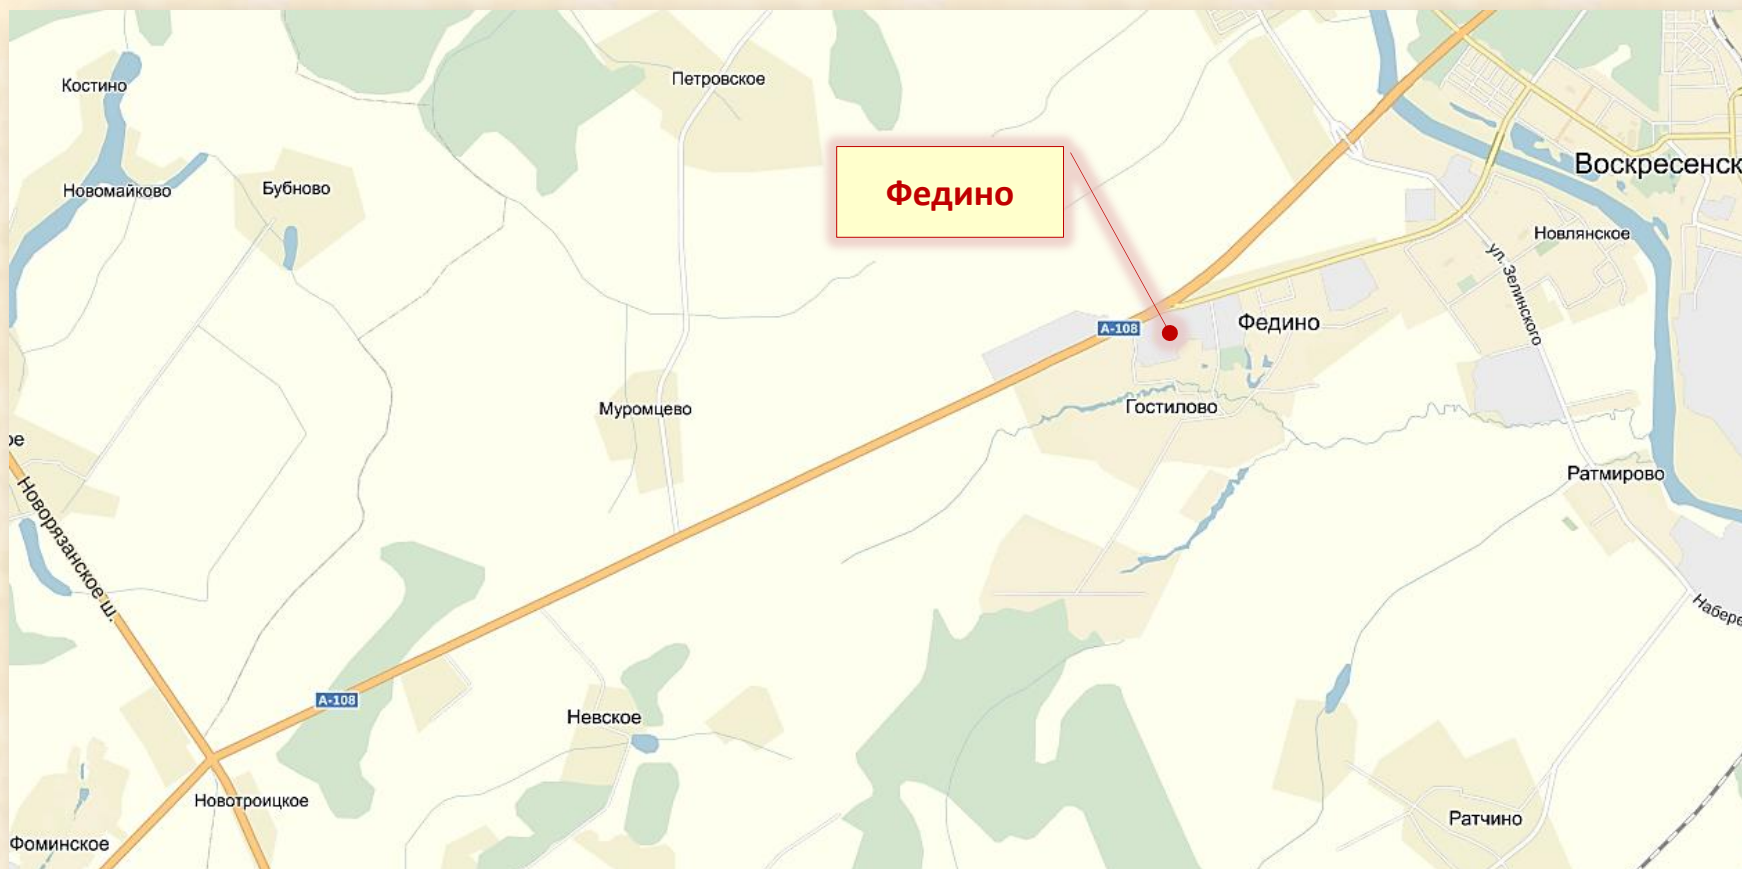 Костино
Петровское
Новомайково
Бубново
Федино
Воскресенск
Новлянское
ул. Зелинского
А-108
Федино
Муромцево
Гостилово
ое
Новорязанское ш.
Ратмирово
Набере
А-108
Невское
Новотроицкое
Ратчино
Фоминское